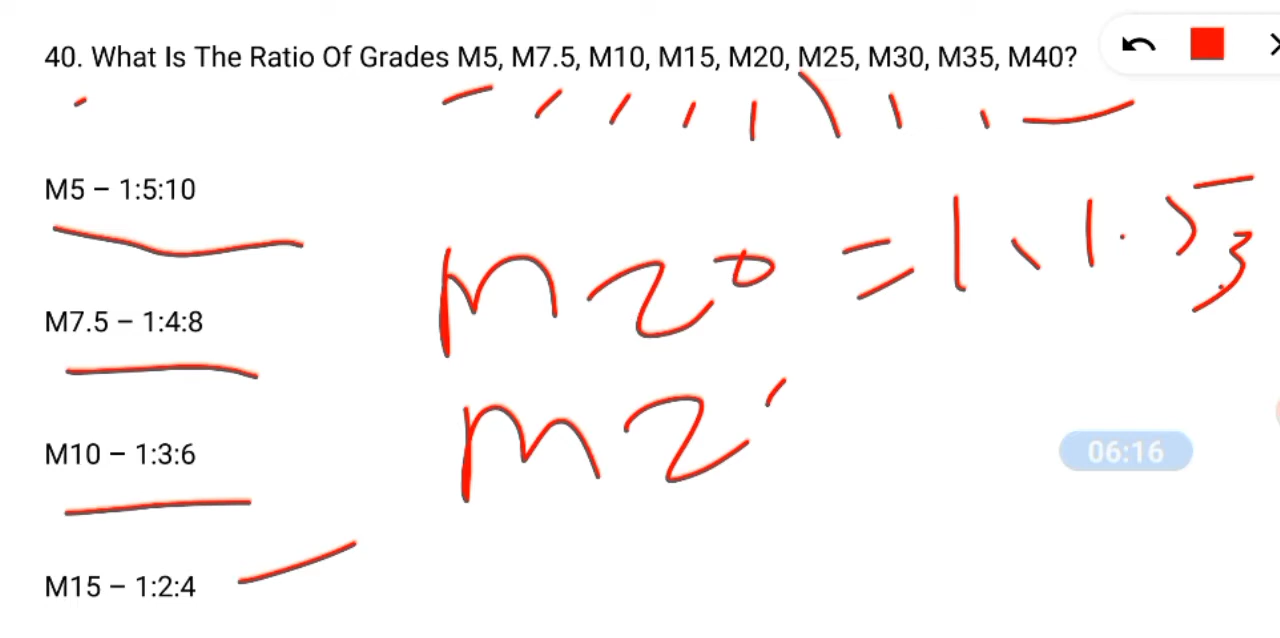 40. What Is The Ratio Of Grades M5, M7.5, M10, M15, M20, M25, M30, M35, M40?
M5 – 1:5:10
M20 = 1:1.5:3
M7.5 – 1:4:8
M2
M10 – 1:3:6
06:16
M15 – 1:2:4